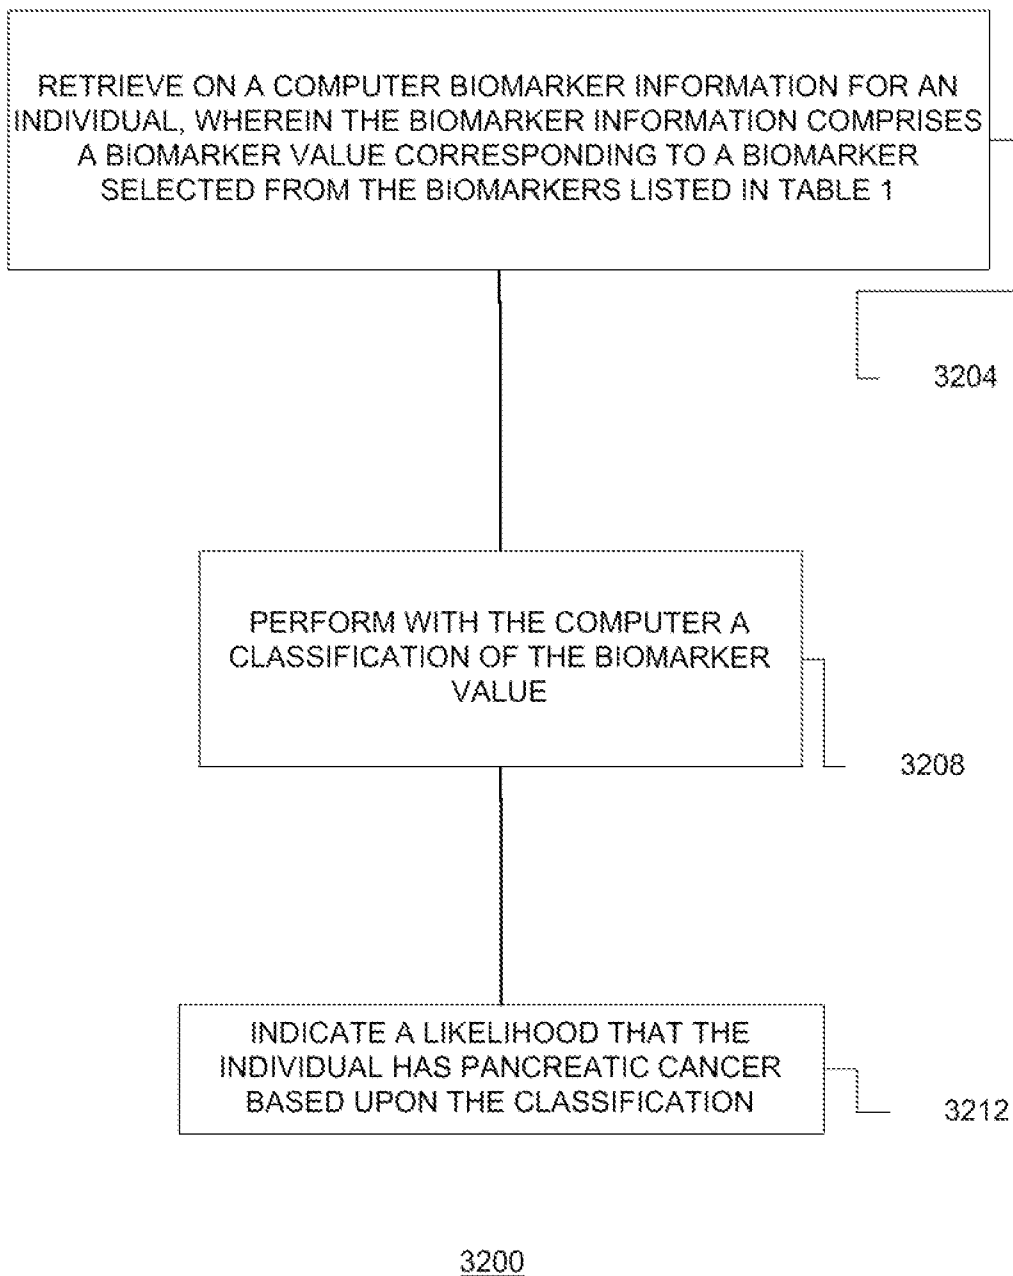 RETRIEVE ON A COMPUTER BIOMARKER INFORMATION FOR AN
INDIVIDUAL, WHEREIN THE BIOMARKER INFORMATION COMPRISES
A BIOMARKER VALUE CORRESPONDING TO A BIOMARKER
SELECTED FROM THE BIOMARKERS LISTED IN TABLE 1
3204
PERFORM WITH THE COMPUTER A
CLASSIFICATION OF THE BIOMARKER
VALUE
3208
INDICATE A LIKELIHOOD THAT THE
INDIVIDUAL HAS PANCREATIC CANCER
BASED UPON THE CLASSIFICATION
3212
3200